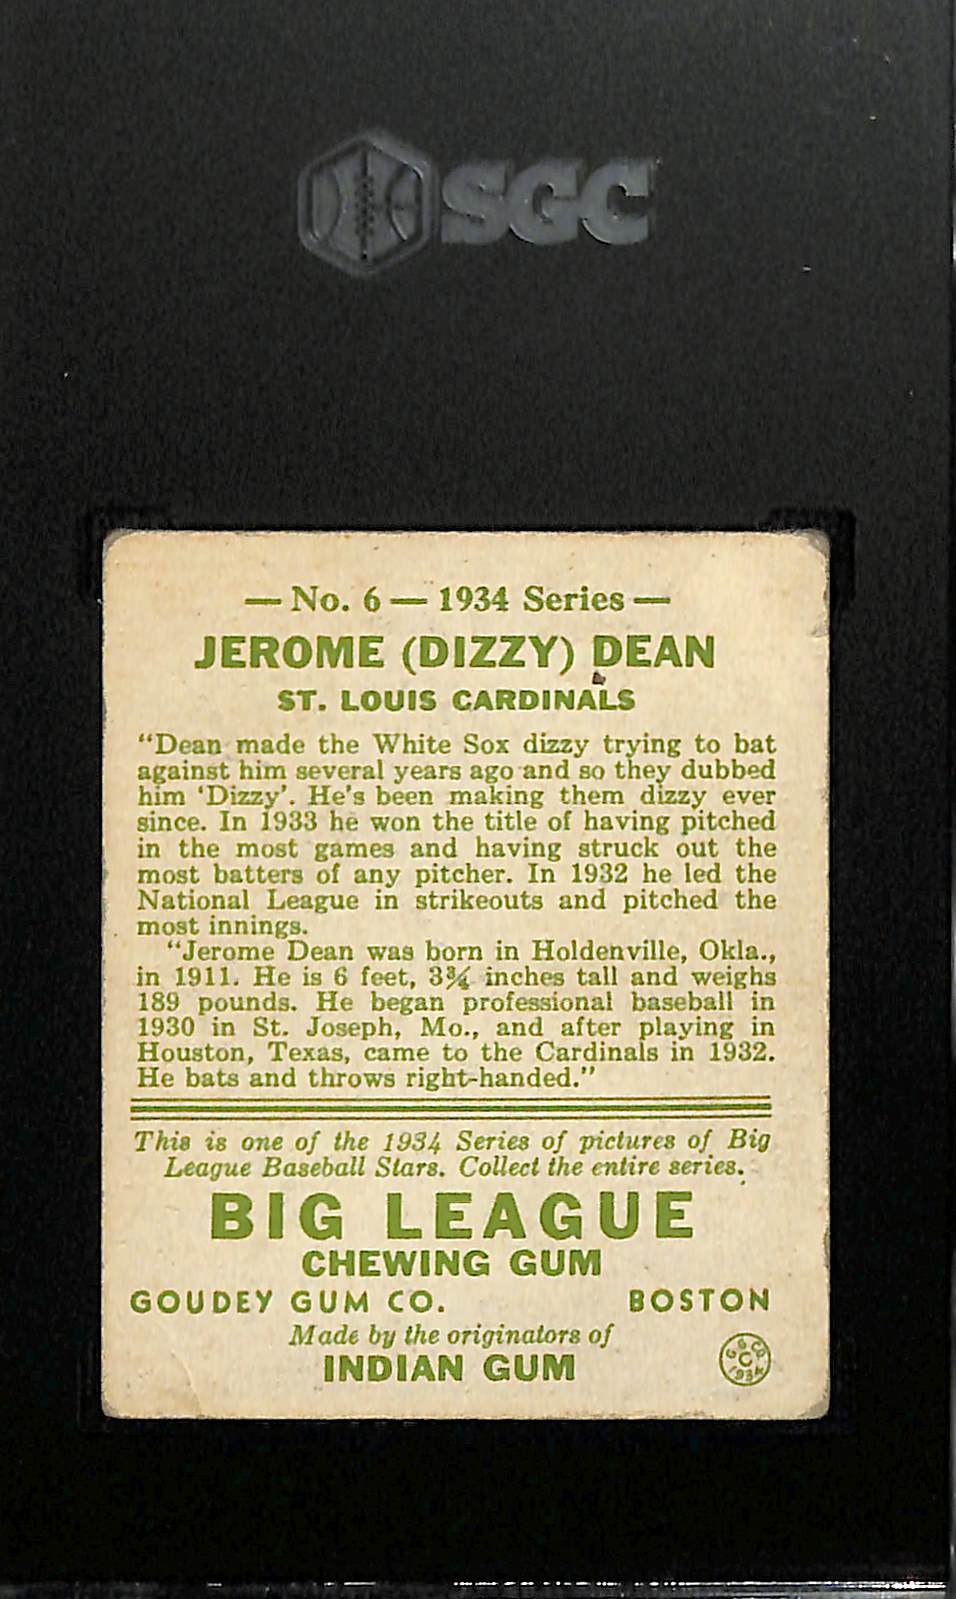 SGC
— No. 6 — 1934 Series —
JEROME (DIZZY) DEAN
ST. LOUIS CARDINALS
"Dean made the White Sox dizzy trying to bat
against him several years ago and so they dubbed
him 'Dizzy'. He's been making them dizzy ever
since. In 1933 he won the title of having pitched
in the most games and having struck out the
most batters of any pitcher. In 1932 he led the
National League in strikeouts and pitched the
most innings.
"Jerome Dean was born in Holdenville, Okla.,
in 1911. He is 6 feet, 3¾ inches tall and weighs
189 pounds. He began professional baseball in
1930 in St. Joseph, Mo., and after playing in
Houston, Texas, came to the Cardinals in 1932.
He bats and throws right-handed."
This is one of the 1934 Series of pictures of Big
League Baseball Stars. Collect the entire series.
BIG LEAGUE
CHEWING GUM
GOUDEY GUM CO. BOSTON
Made by the originators of
INDIAN GUM
G. G. CO.
C
1934